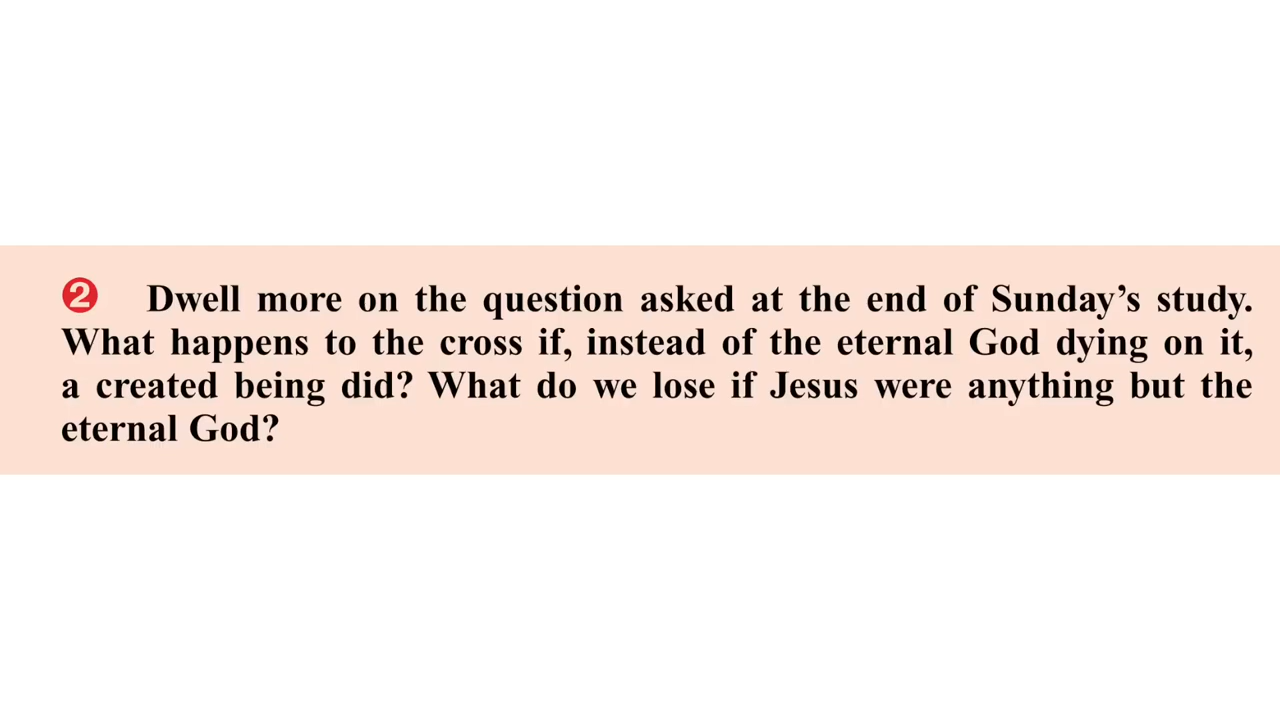 ❷ Dwell more on the question asked at the end of Sunday’s study.
What happens to the cross if, instead of the eternal God dying on it,
a created being did? What do we lose if Jesus were anything but the
eternal God?